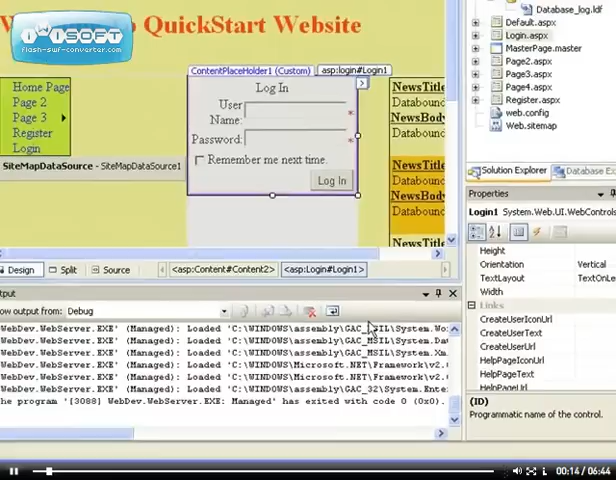 QuickStart Website
iWiSOFT
flash-swf-converter.com
Database_log.ldf
Default.aspx
Login.aspx
MasterPage.master
Page2.aspx
Page3.aspx
Page4.aspx
Register.aspx
web.config
Web.sitemap
ContentPlaceHolder1 (Custom)
asp:login#Login1
Home Page
Page 2
Page 3
Register
Login
SiteMapDataSource - SiteMapDataSource1
Log In
User
Name:
*
Password:
*
Remember me next time.
Log In
NewsTitle
Databound
NewsBody
Databound
NewsTitle
Databound
NewsBody
Databound
NewsTitle
Solution Explorer
Database Ex
Properties
Login1 System.Web.UI.WebControls
Height
Orientation Vertical
TextLayout TextOnLe
Width
Links
CreateUserIconUrl
CreateUserText
CreateUserUrl
HelpPageIconUrl
HelpPageText
HelpPageUrl
(ID)
Programmatic name of the control.
Design
Split
Source
<asp:Content#Content2>
<asp:Login#Login1>
tput
ow output from: Debug
WebDev.WebServer.EXE' (Managed): Loaded 'C:\WINDOWS\assembly\GAC_MSIL\System.Wo
WebDev.WebServer.EXE' (Managed): Loaded 'C:\WINDOWS\assembly\GAC_MSIL\System.Da
WebDev.WebServer.EXE' (Managed): Loaded 'C:\WINDOWS\assembly\GAC_MSIL\System.Xm
WebDev.WebServer.EXE' (Managed): Loaded 'C:\WINDOWS\Microsoft.NET\Framework\v2.
WebDev.WebServer.EXE' (Managed): Loaded 'C:\WINDOWS\Microsoft.NET\Framework\v2.
WebDev.WebServer.EXE' (Managed): Loaded 'C:\WINDOWS\assembly\GAC_32\System.Ente
he program '[3088] WebDev.WebServer.EXE: Managed' has exited with code 0 (0x0).
00:14 / 06:44